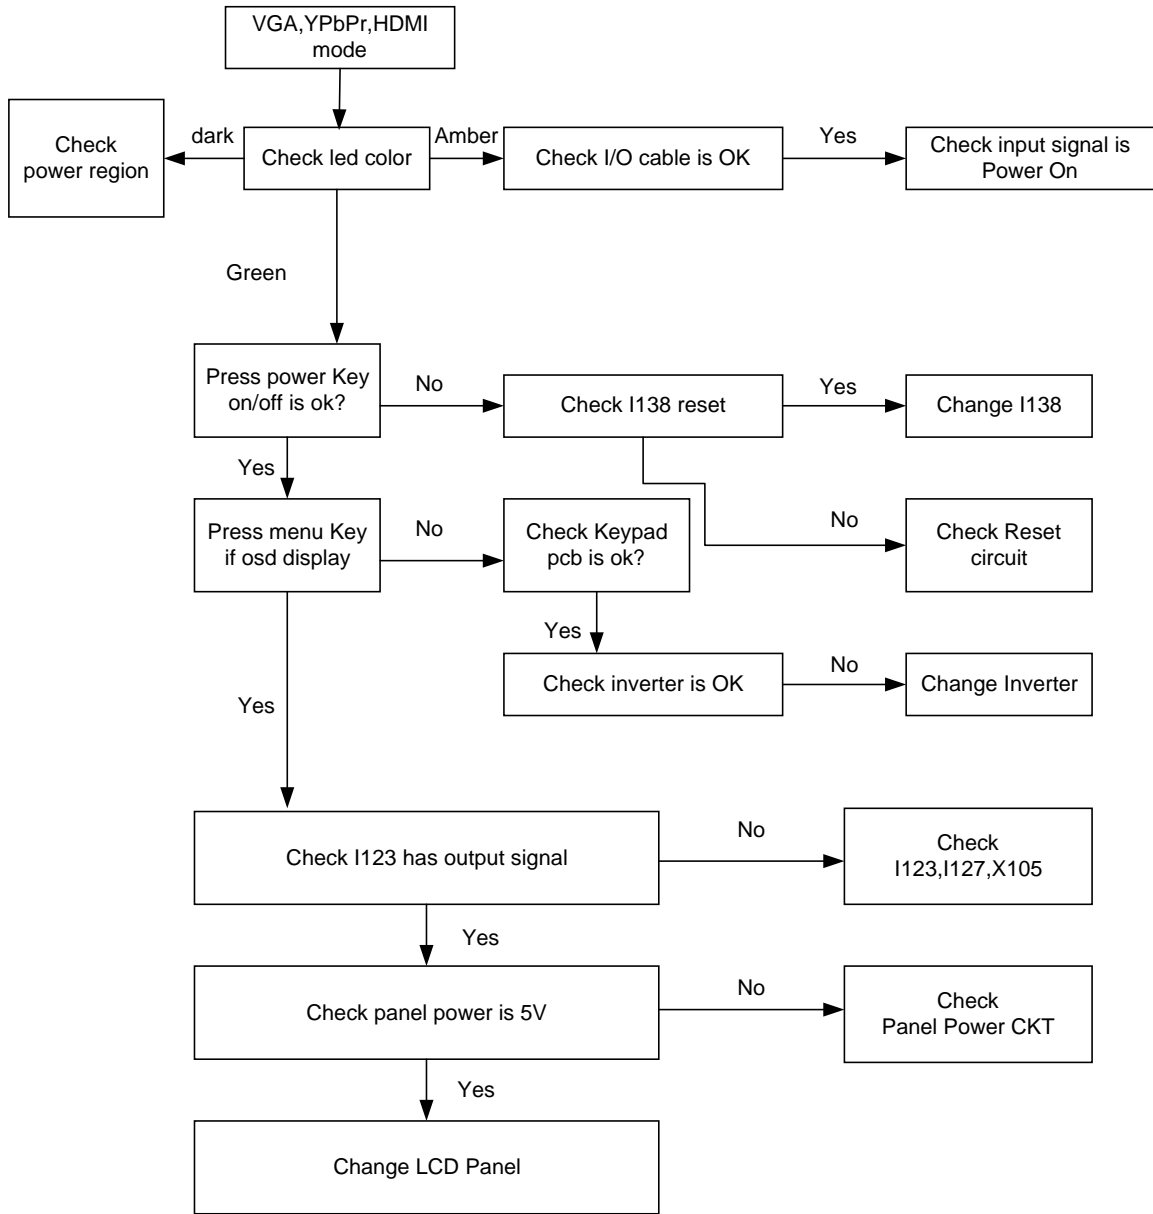 VGA,YPbPr,HDMI
mode
Check
power region
dark
Check led color
Amber
Check I/O cable is OK
Yes
Check input signal is
Power On
Green
Press power Key
on/off is ok?
No
Check I138 reset
Yes
Change I138
Yes
No
Press menu Key
if osd display
No
Check Keypad
pcb is ok?
Check Reset
circuit
Yes
Check inverter is OK
No
Change Inverter
Yes
Check I123 has output signal
No
Check
I123,I127,X105
Yes
Check panel power is 5V
No
Check
Panel Power CKT
Yes
Change LCD Panel